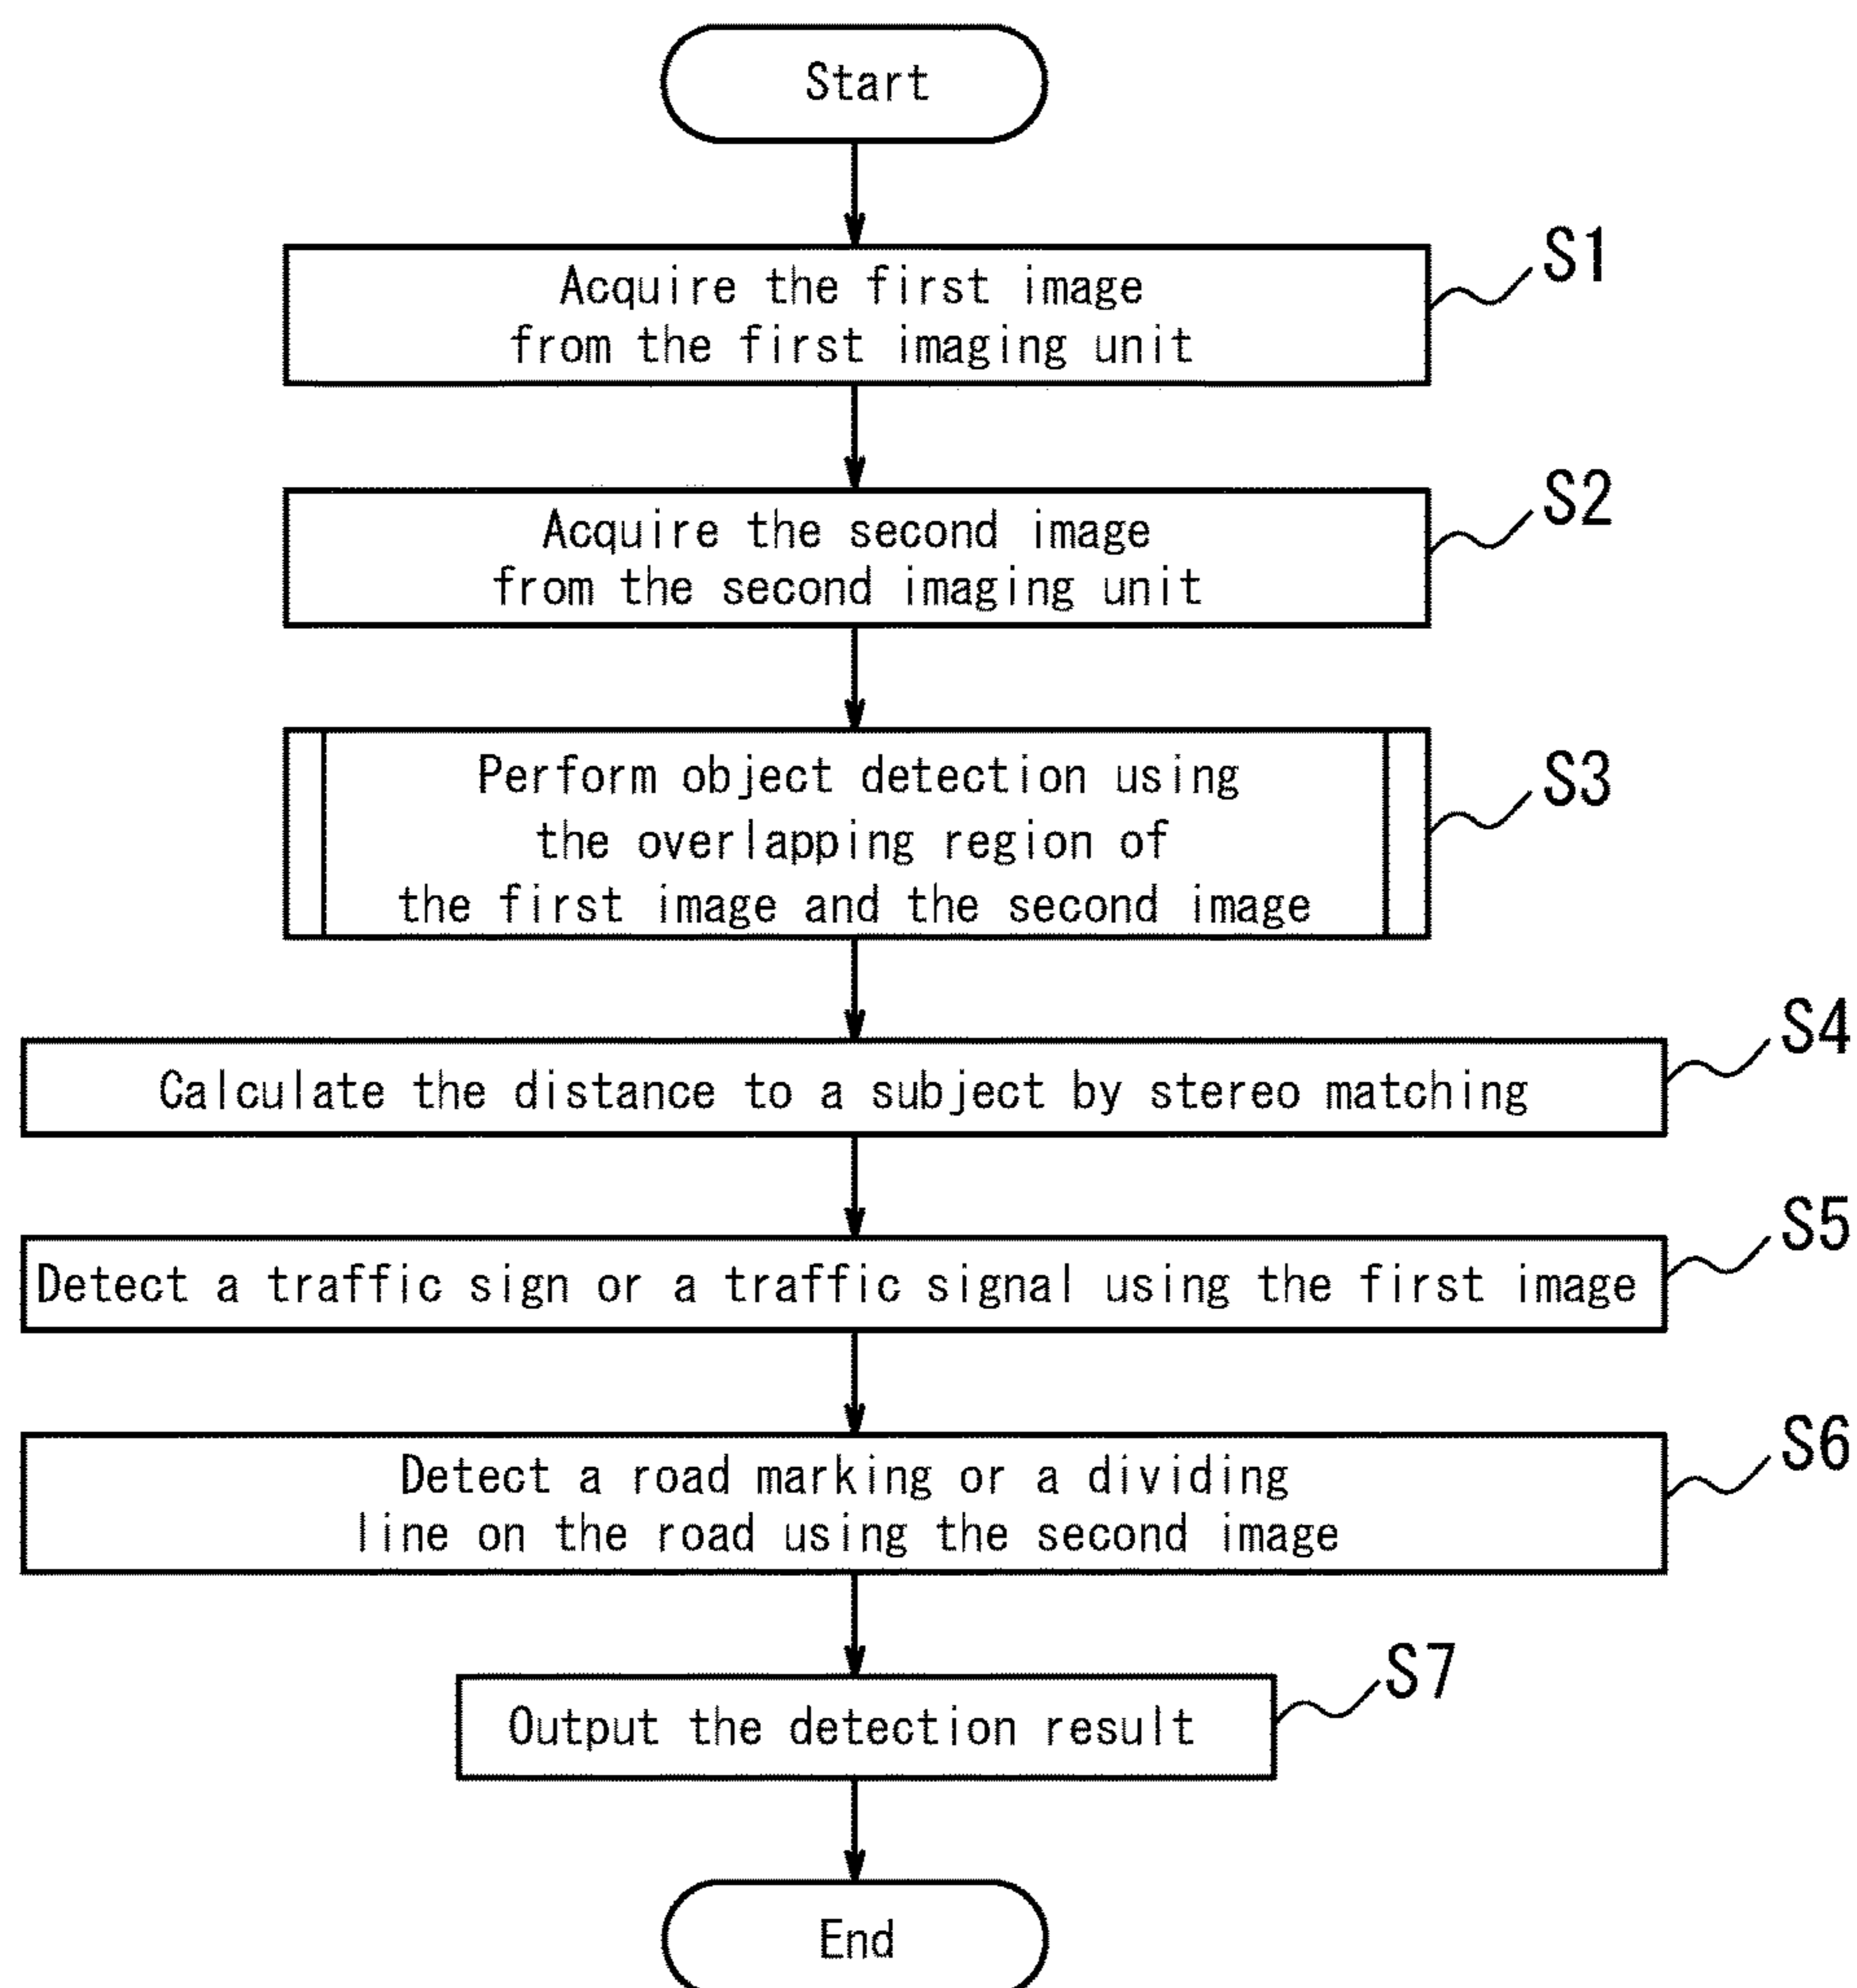 Start
Acquire the first image
from the first imaging unit
S1
Acquire the second image
from the second imaging unit
S2
Perform object detection using
the overlapping region of
the first image and the second image
S3
Calculate the distance to a subject by stereo matching
S4
Detect a traffic sign or a traffic signal using the first image
S5
Detect a road marking or a dividing
line on the road using the second image
S6
Output the detection result
S7
End